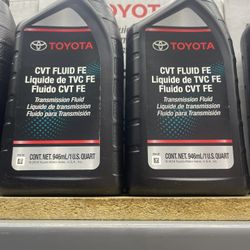 TOYOTA
TOYOTA
CVT FLUID FE
Liquide de TVC FE
Fluido CVT FE
Transmission Fluid
Liquide de transmission
Fluido para Transmisión
CONT. NET. 946mL/1 U.S. QUART
TOYOTA
CVT FLUID FE
Liquide de TVC FE
Fluido CVT FE
Transmission Fluid
Liquide de transmission
Fluido para Transmisión
CONT. NET. 946mL/1 U.S. QUART